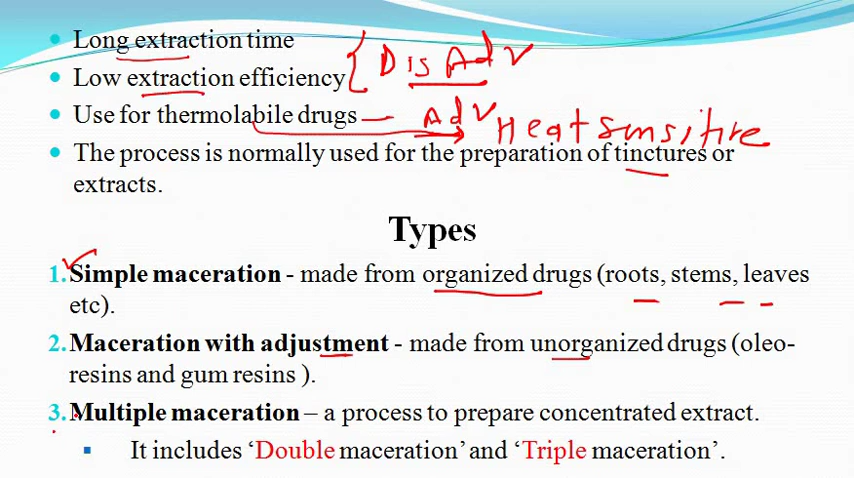 • Long extraction time
• Low extraction efficiency { Dis Adv
• Use for thermolabile drugs — Adv Heat sensitive
• The process is normally used for the preparation of tinctures or
extracts.
Types
1. Simple maceration - made from organized drugs (roots, stems, leaves
etc).
2. Maceration with adjustment - made from unorganized drugs (oleo-
resins and gum resins ).
3. Multiple maceration – a process to prepare concentrated extract.
▪ It includes ‘Double maceration’ and ‘Triple maceration’.